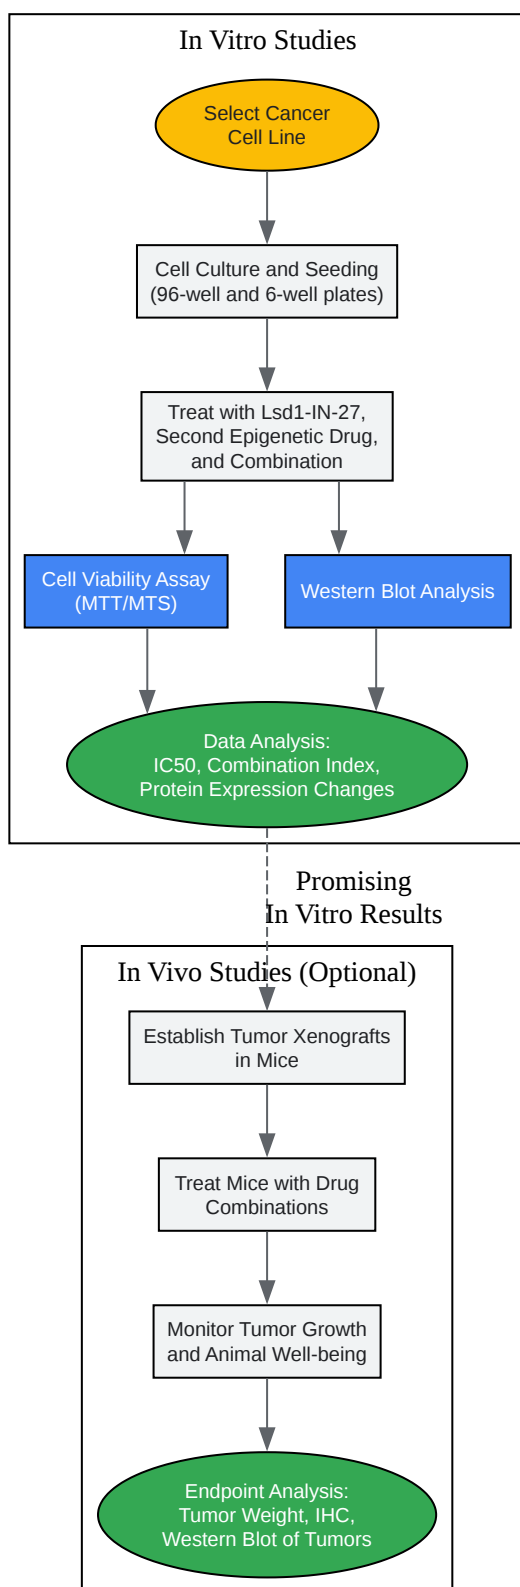 In Vitro Studies
Select Cancer
Cell Line
Cell Culture and Seeding
(96-well and 6-well plates)
Treat with Lsd1-IN-27,
Second Epigenetic Drug,
and Combination
Cell Viability Assay
(MTT/MTS)
Western Blot Analysis
Data Analysis:
IC50, Combination Index,
Protein Expression Changes
Promising
In Vitro Results
In Vivo Studies (Optional)
Establish Tumor Xenografts
in Mice
Treat Mice with Drug
Combinations
Monitor Tumor Growth
and Animal Well-being
Endpoint Analysis:
Tumor Weight, IHC,
Western Blot of Tumors